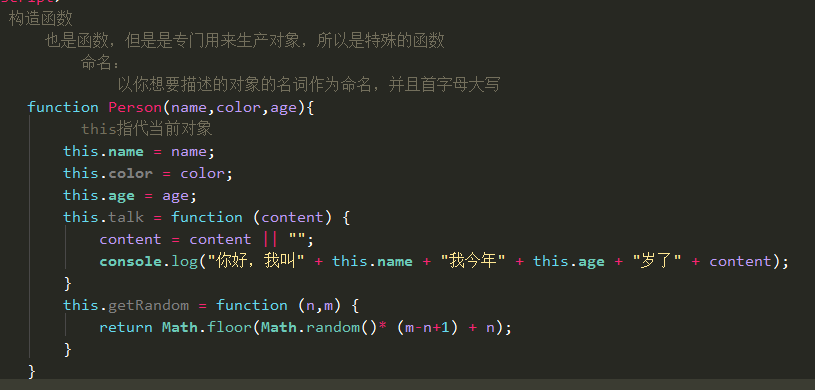 script>
构造函数
也是函数，但是是专门用来生产对象，所以是特殊的函数
命名：
以你想要描述的对象的名词作为命名，并且首字母大写
function Person(name,color,age){
this指代当前对象
this.name = name;
this.color = color;
this.age = age;
this.talk = function (content) {
content = content || "";
console.log("你好，我叫" + this.name + "我今年" + this.age + "岁了" + content);
}
this.getRandom = function (n,m) {
return Math.floor(Math.random()* (m-n+1) + n);
}
}